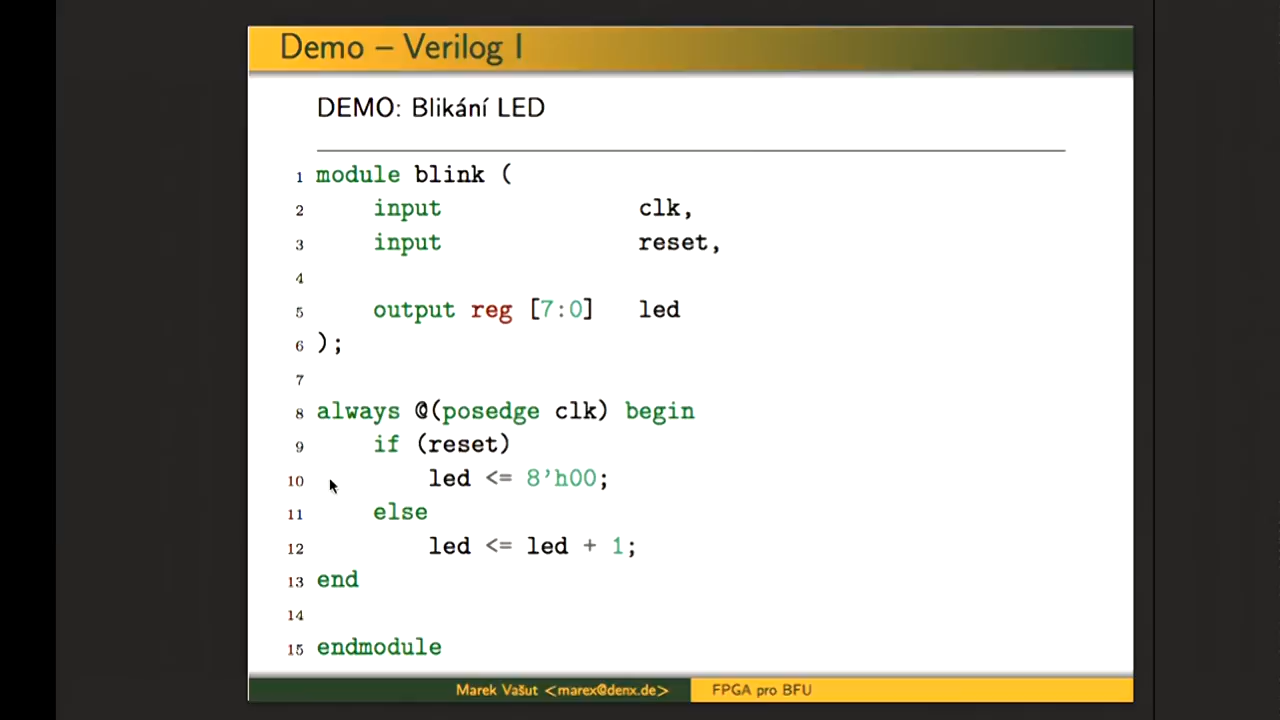 Demo – Verilog I
DEMO: Blikání LED
1 module blink (
2 input clk,
3 input reset,
4
5 output reg [7:0] led
6 );
7
8 always @(posedge clk) begin
9 if (reset)
10 led <= 8'h00;
11 else
12 led <= led + 1;
13 end
14
15 endmodule
Marek Vašut <marex@denx.de> FPGA pro BFU